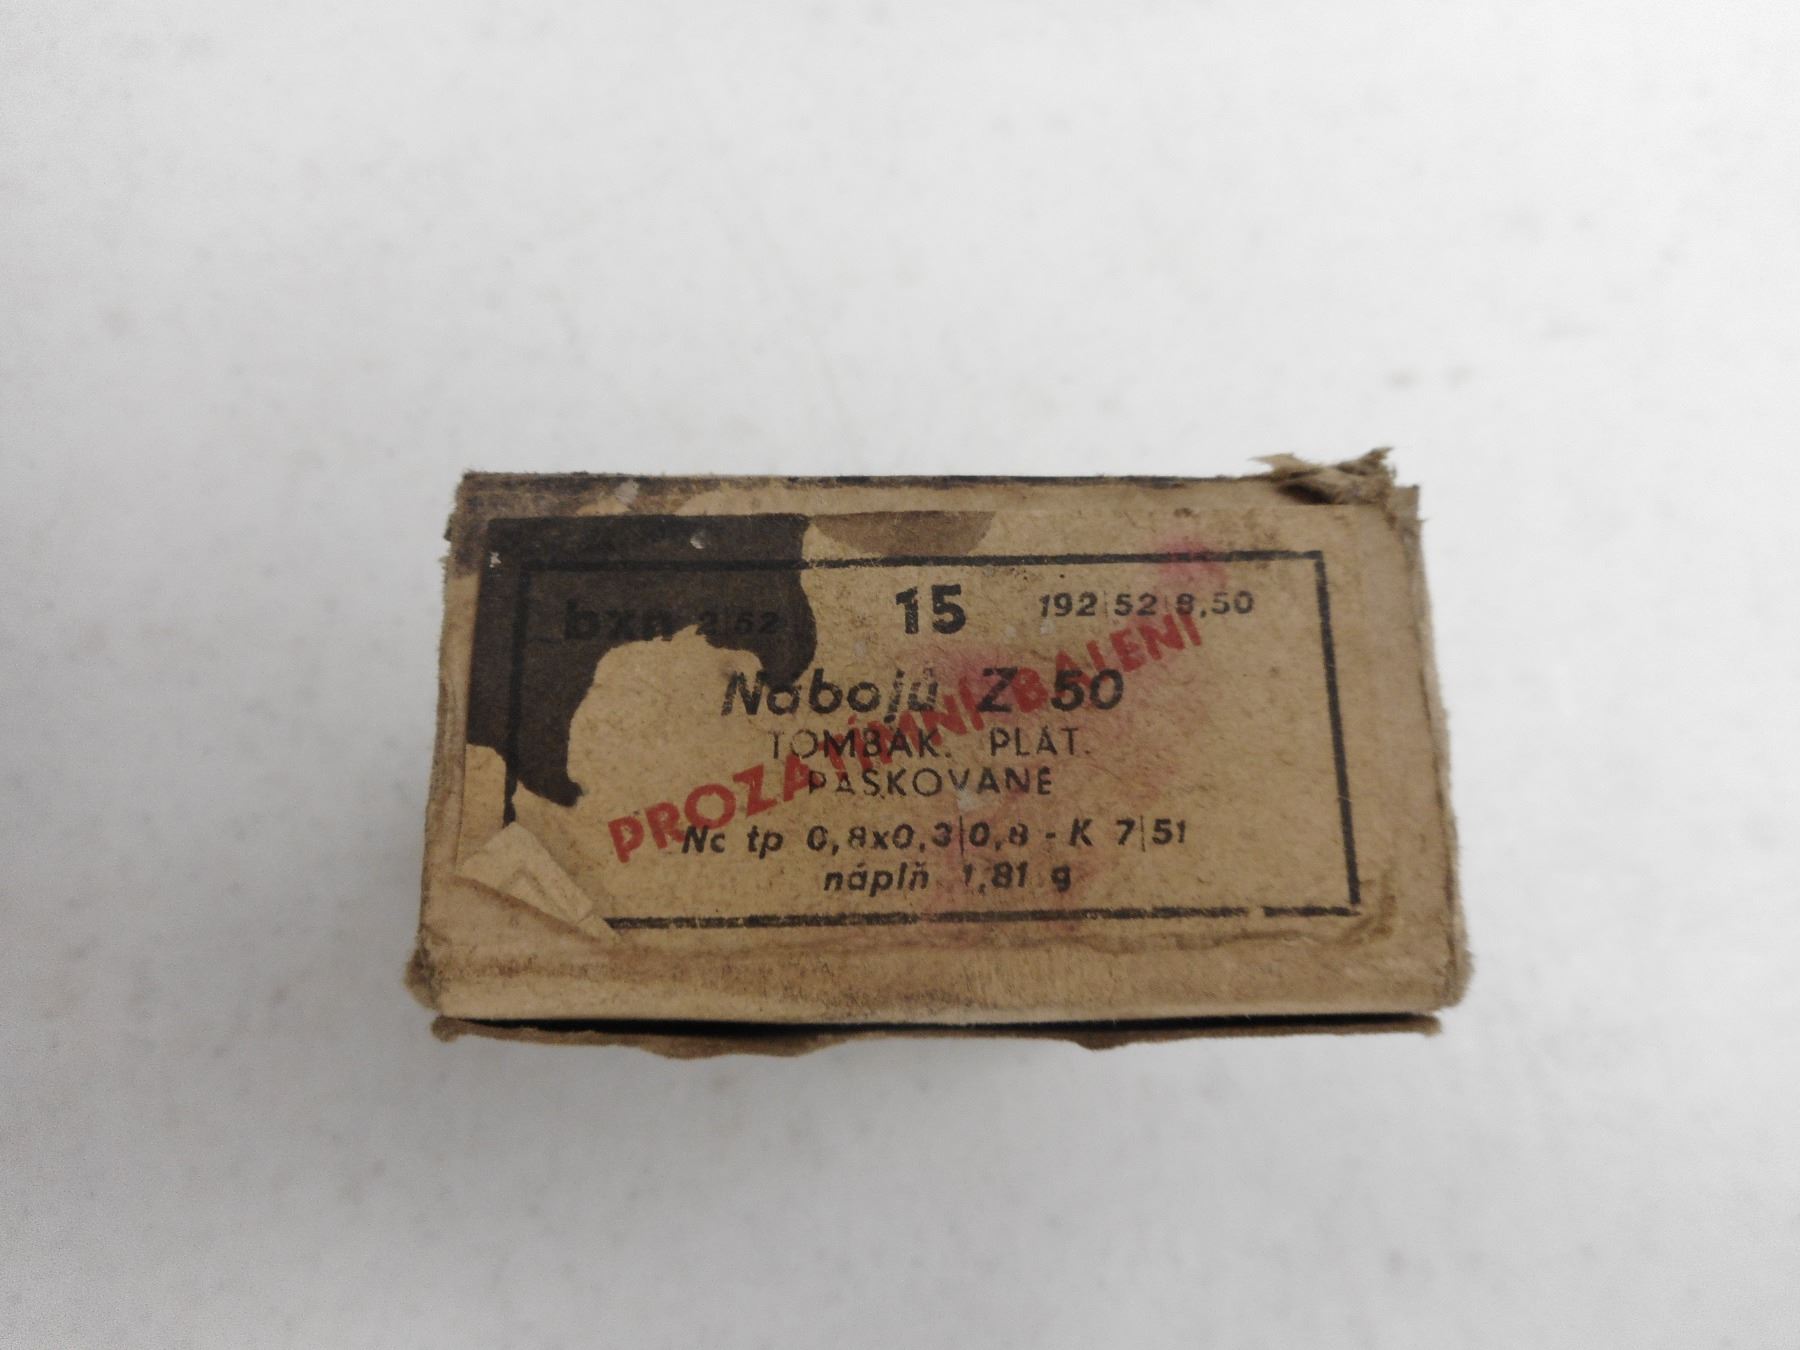 bxn 2|52 15 192|52|8,50
Nábojů Z 50
TOMBAK. PLÁT.
PÁSKOVANÉ
PROZATÍMNÍ BALENÍ
Nc tp 0,8x0,3|0,8 - K 7|51
náplň 1,81 g